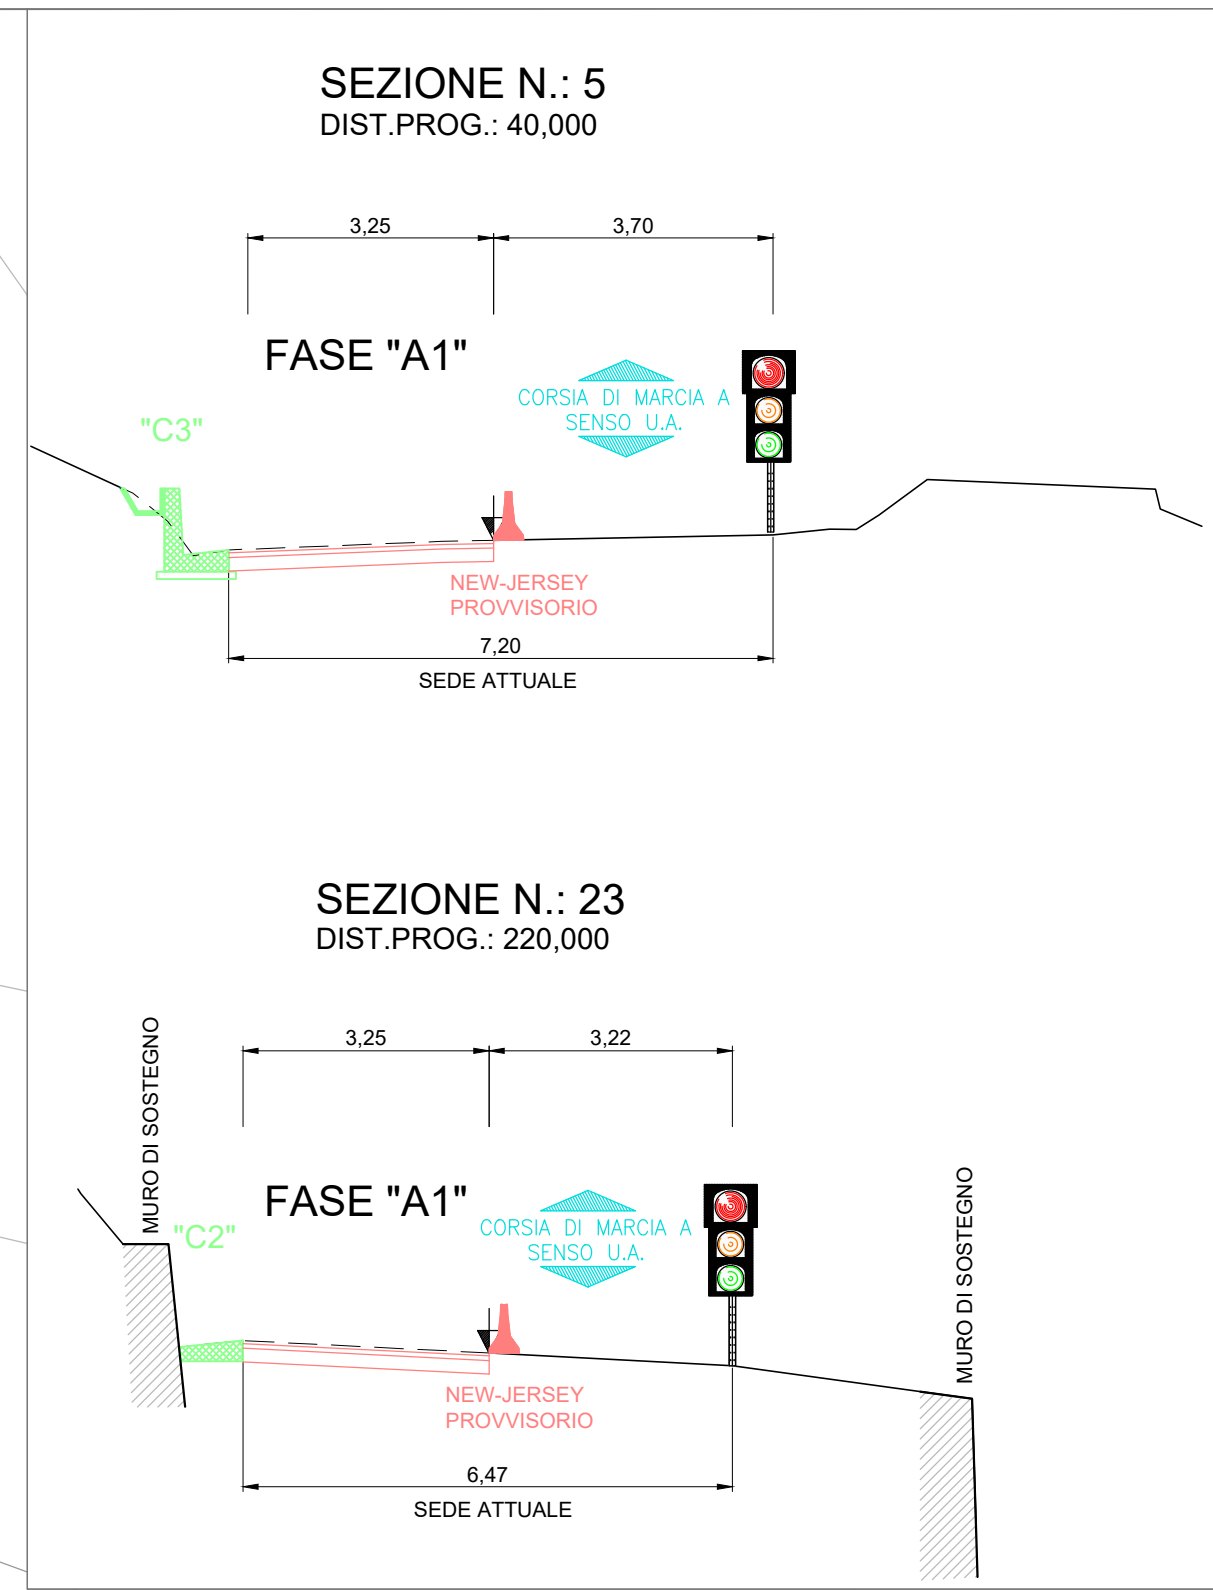 SEZIONE N.: 5
DIST.PROG.: 40,000
3,25
3,70
FASE "A1"
CORSIA DI MARCIA A
SENSO U.A.
"C3"
NEW-JERSEY
PROVVISORIO
7,20
SEDE ATTUALE
SEZIONE N.: 23
DIST.PROG.: 220,000
3,25
3,22
MURO DI SOSTEGNO
FASE "A1"
"C2"
CORSIA DI MARCIA A
SENSO U.A.
MURO DI SOSTEGNO
NEW-JERSEY
PROVVISORIO
6,47
SEDE ATTUALE